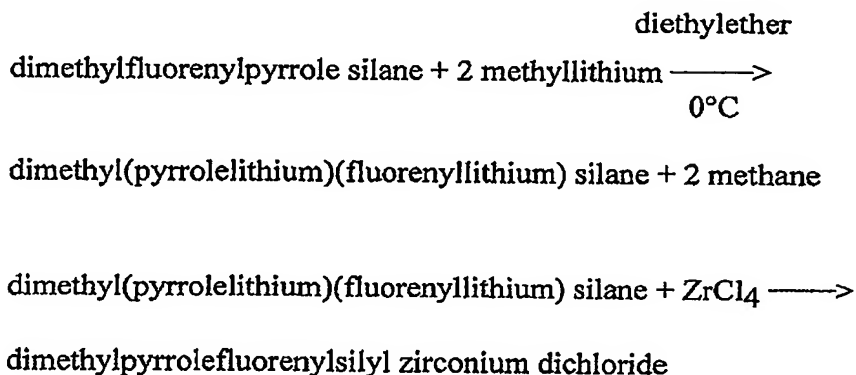 diethylether
dimethylfluorenylpyrrole silane + 2 methyllithium ———>
0°C
dimethyl(pyrrolelithium)(fluorenyllithium) silane + 2 methane
dimethyl(pyrrolelithium)(fluorenyllithium) silane + ZrCl4 ———>
dimethylpyrrolefluorenylsilyl zirconium dichloride